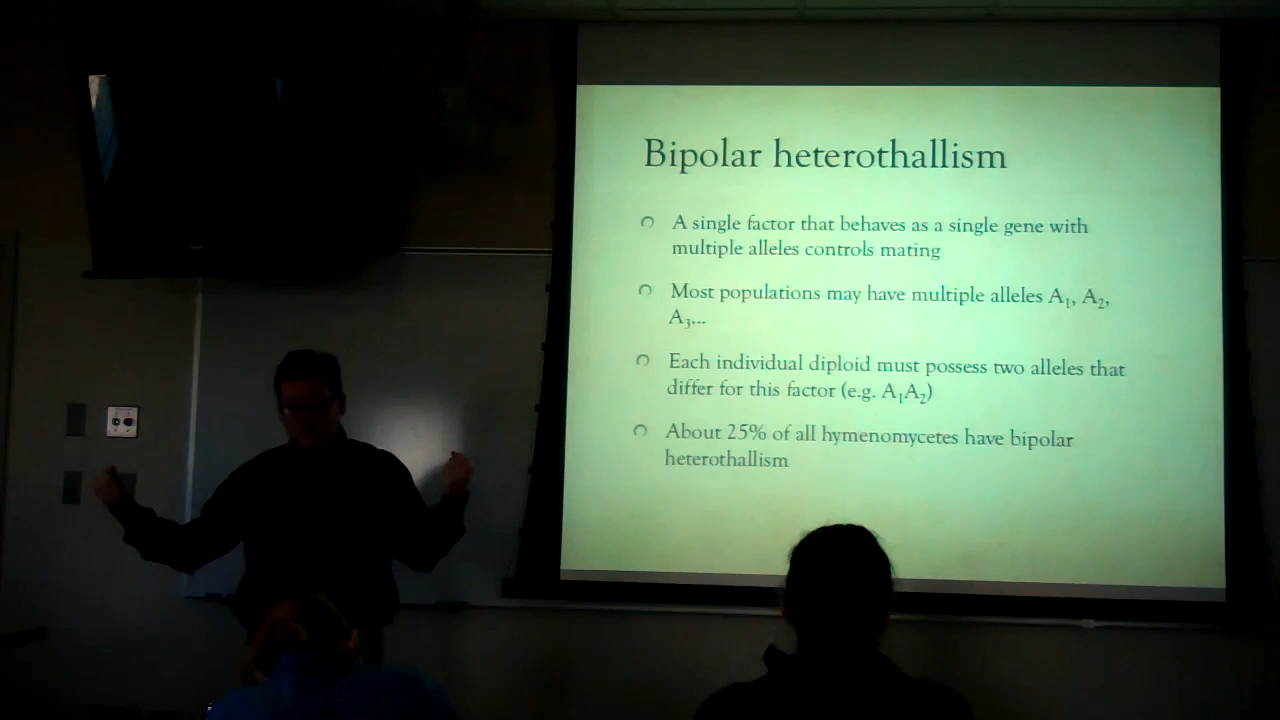 Bipolar heterothallism
A single factor that behaves as a single gene with
multiple alleles controls mating
Most populations may have multiple alleles A₁, A₂,
A₃...
Each individual diploid must possess two alleles that
differ for this factor (e.g. A₁A₂)
About 25% of all hymenomycetes have bipolar
heterothallism